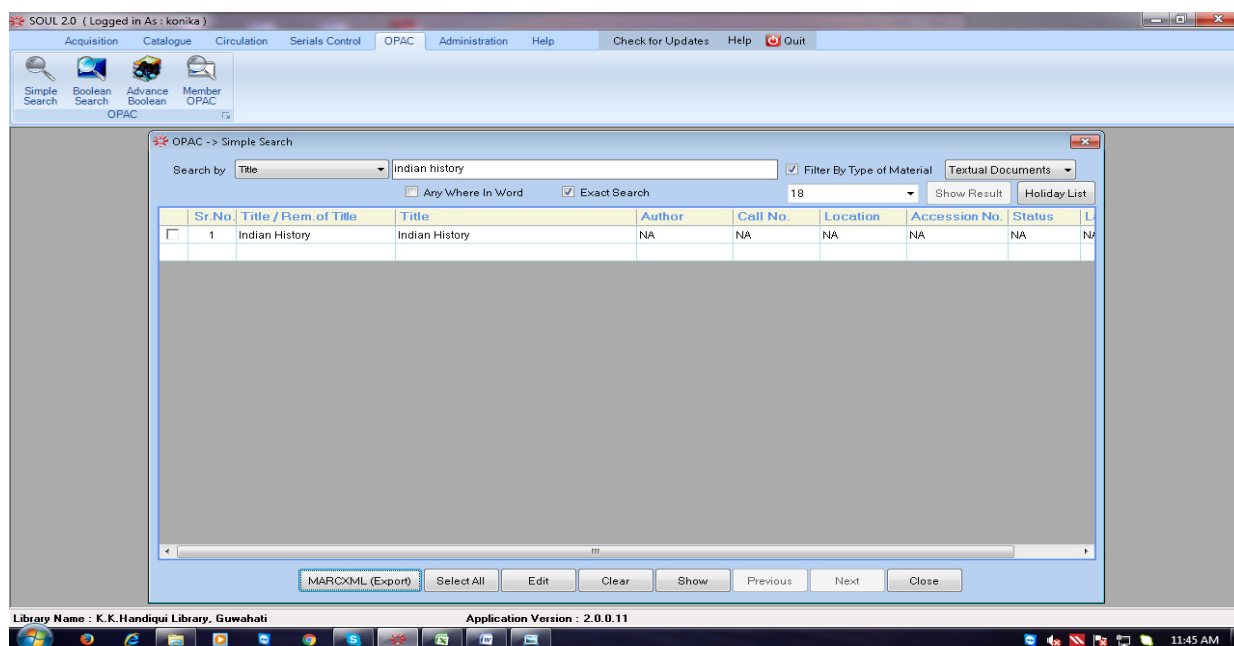 SOUL 2.0 ( Logged in As : konika )
Acquisition Catalogue Circulation Serials Control OPAC Administration Help Check for Updates Help Quit
Simple Search Boolean Search Advance Boolean Member OPAC
OPAC
OPAC -> Simple Search
Search by Title indian history Filter By Type of Material Textual Documents
Any Where In Word Exact Search 18 Show Result Holiday List
Sr.No. Title / Rem.of Title Title Author Call No. Location Accession No. Status
1 Indian History Indian History NA NA NA NA NA NA
MARCXML (Export) Select All Edit Clear Show Previous Next Close
Library Name : K.K.Handiqui Library, Guwahati Application Version : 2.0.0.11
11:45 AM